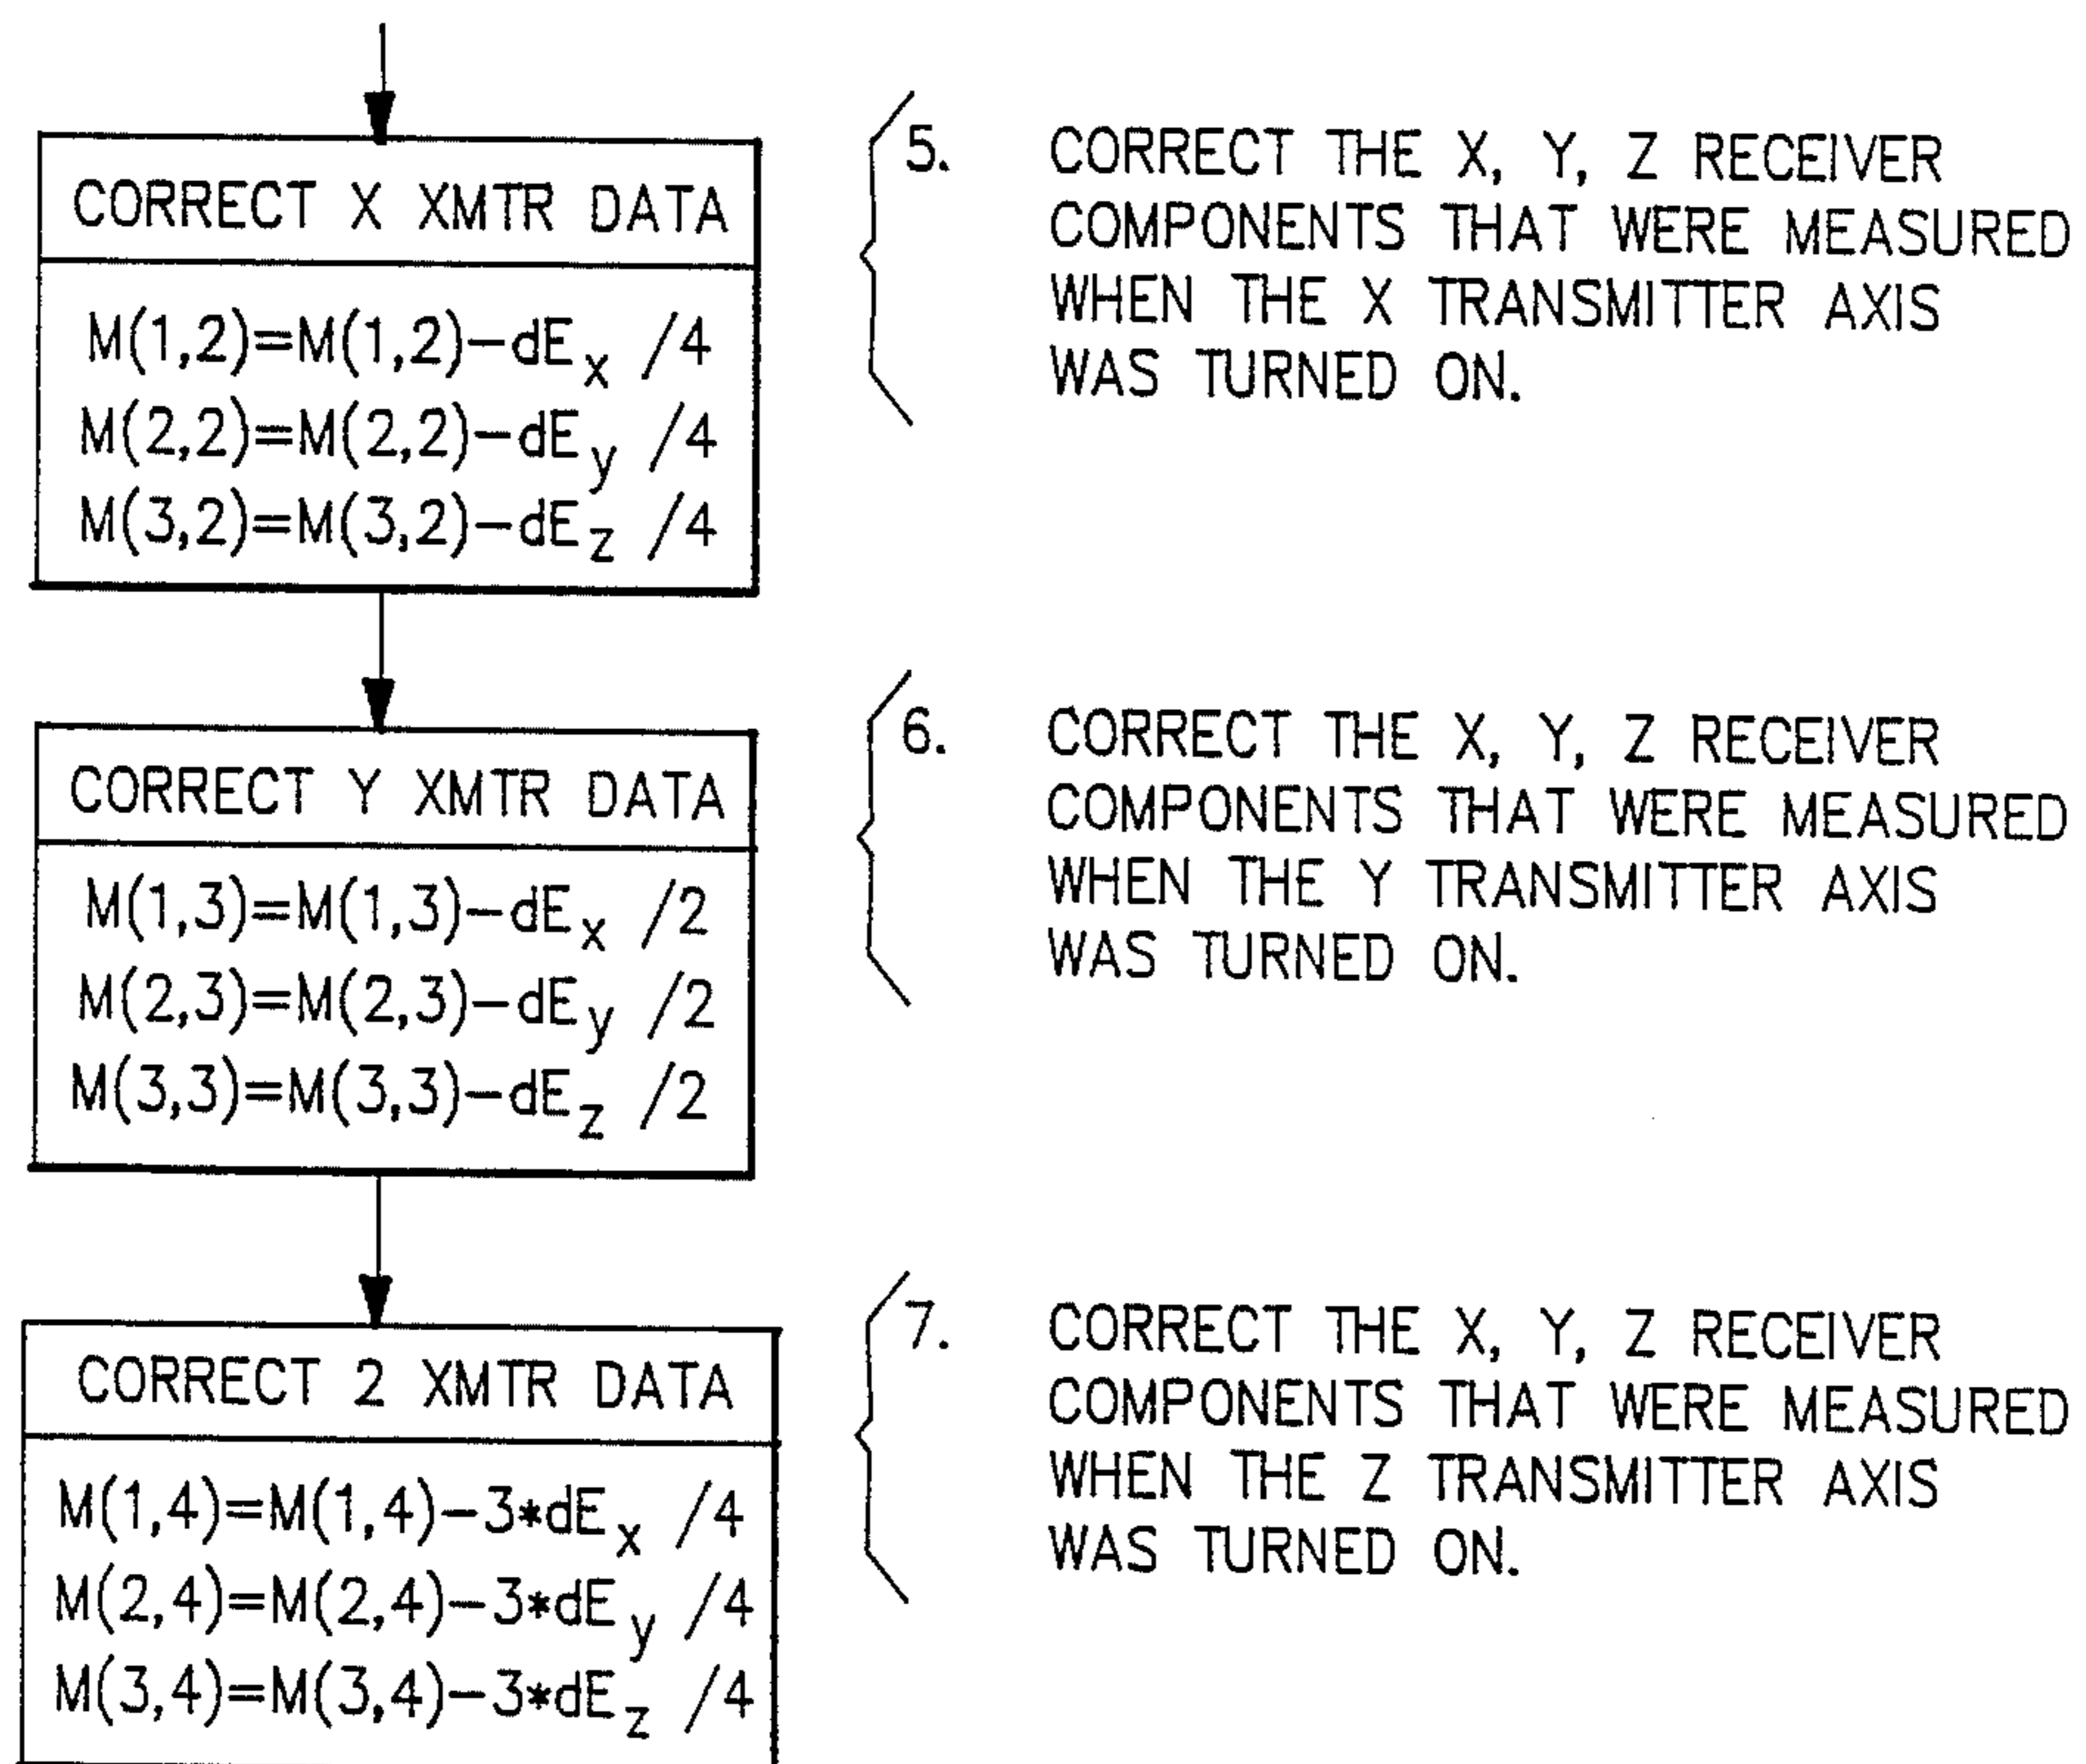 CORRECT X XMTR DATA
M(1,2)=M(1,2)-dEx /4
M(2,2)=M(2,2)-dEy /4
M(3,2)=M(3,2)-dEz /4
5. CORRECT THE X, Y, Z RECEIVER
COMPONENTS THAT WERE MEASURED
WHEN THE X TRANSMITTER AXIS
WAS TURNED ON.
CORRECT Y XMTR DATA
M(1,3)=M(1,3)-dEx /2
M(2,3)=M(2,3)-dEy /2
M(3,3)=M(3,3)-dEz /2
6. CORRECT THE X, Y, Z RECEIVER
COMPONENTS THAT WERE MEASURED
WHEN THE Y TRANSMITTER AXIS
WAS TURNED ON.
CORRECT 2 XMTR DATA
M(1,4)=M(1,4)-3*dEx /4
M(2,4)=M(2,4)-3*dEy /4
M(3,4)=M(3,4)-3*dEz /4
7. CORRECT THE X, Y, Z RECEIVER
COMPONENTS THAT WERE MEASURED
WHEN THE Z TRANSMITTER AXIS
WAS TURNED ON.